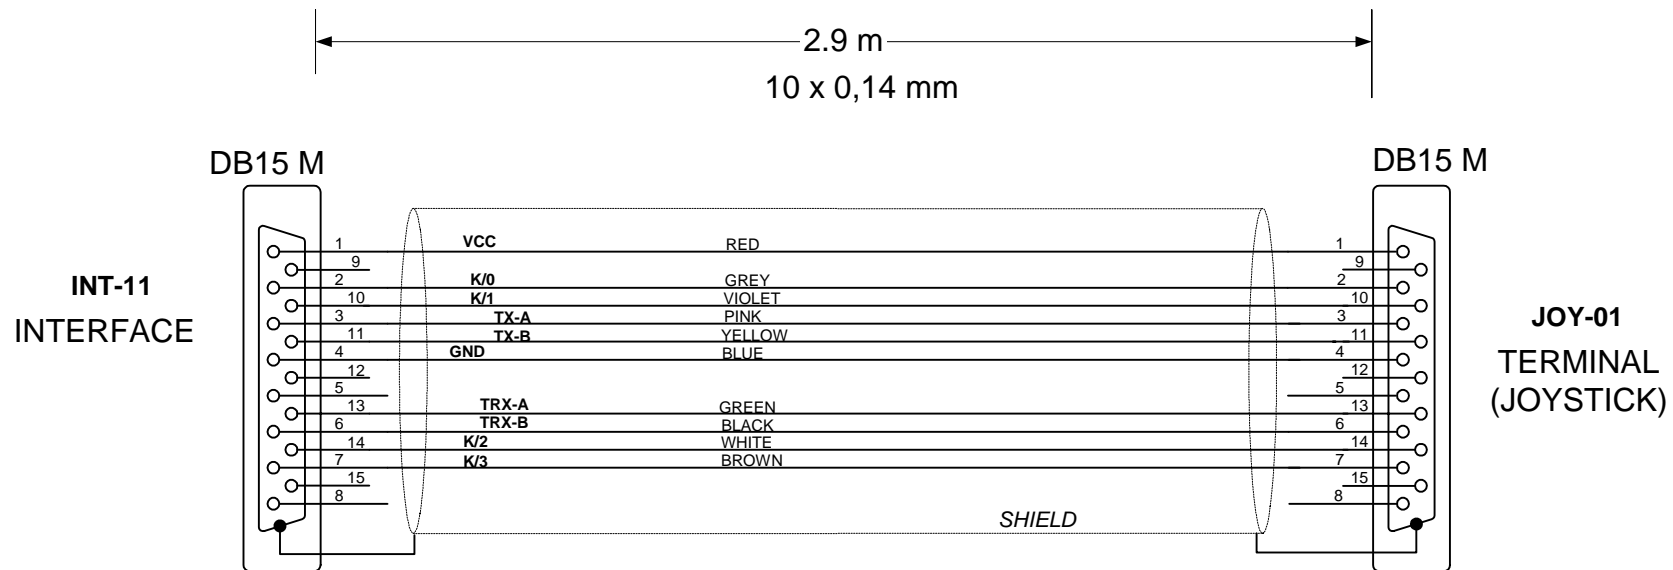 2.9 m
10 x 0,14 mm
DB15 M
DB15 M
1 VCC RED 1
9 9
2 K/0 GREY 2
10 K/1 VIOLET 10
3 TX-A PINK 3
11 TX-B YELLOW 11
4 GND BLUE 4
12 12
5 5
13 TRX-A GREEN 13
6 TRX-B BLACK 6
14 K/2 WHITE 14
7 K/3 BROWN 7
15 15
8 8
SHIELD
INT-11
INTERFACE
JOY-01
TERMINAL
(JOYSTICK)